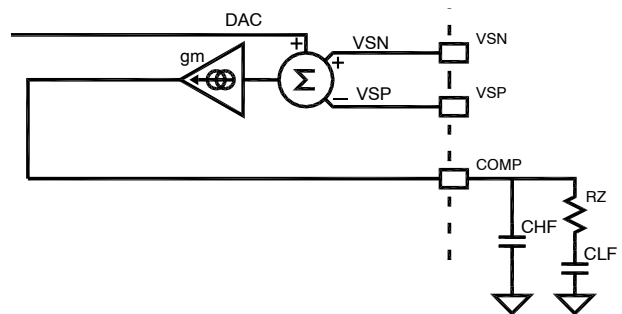 DAC
gm
+
VSN
VSN
+
Σ
− VSP
VSP
COMP
RZ
CHF
CLF